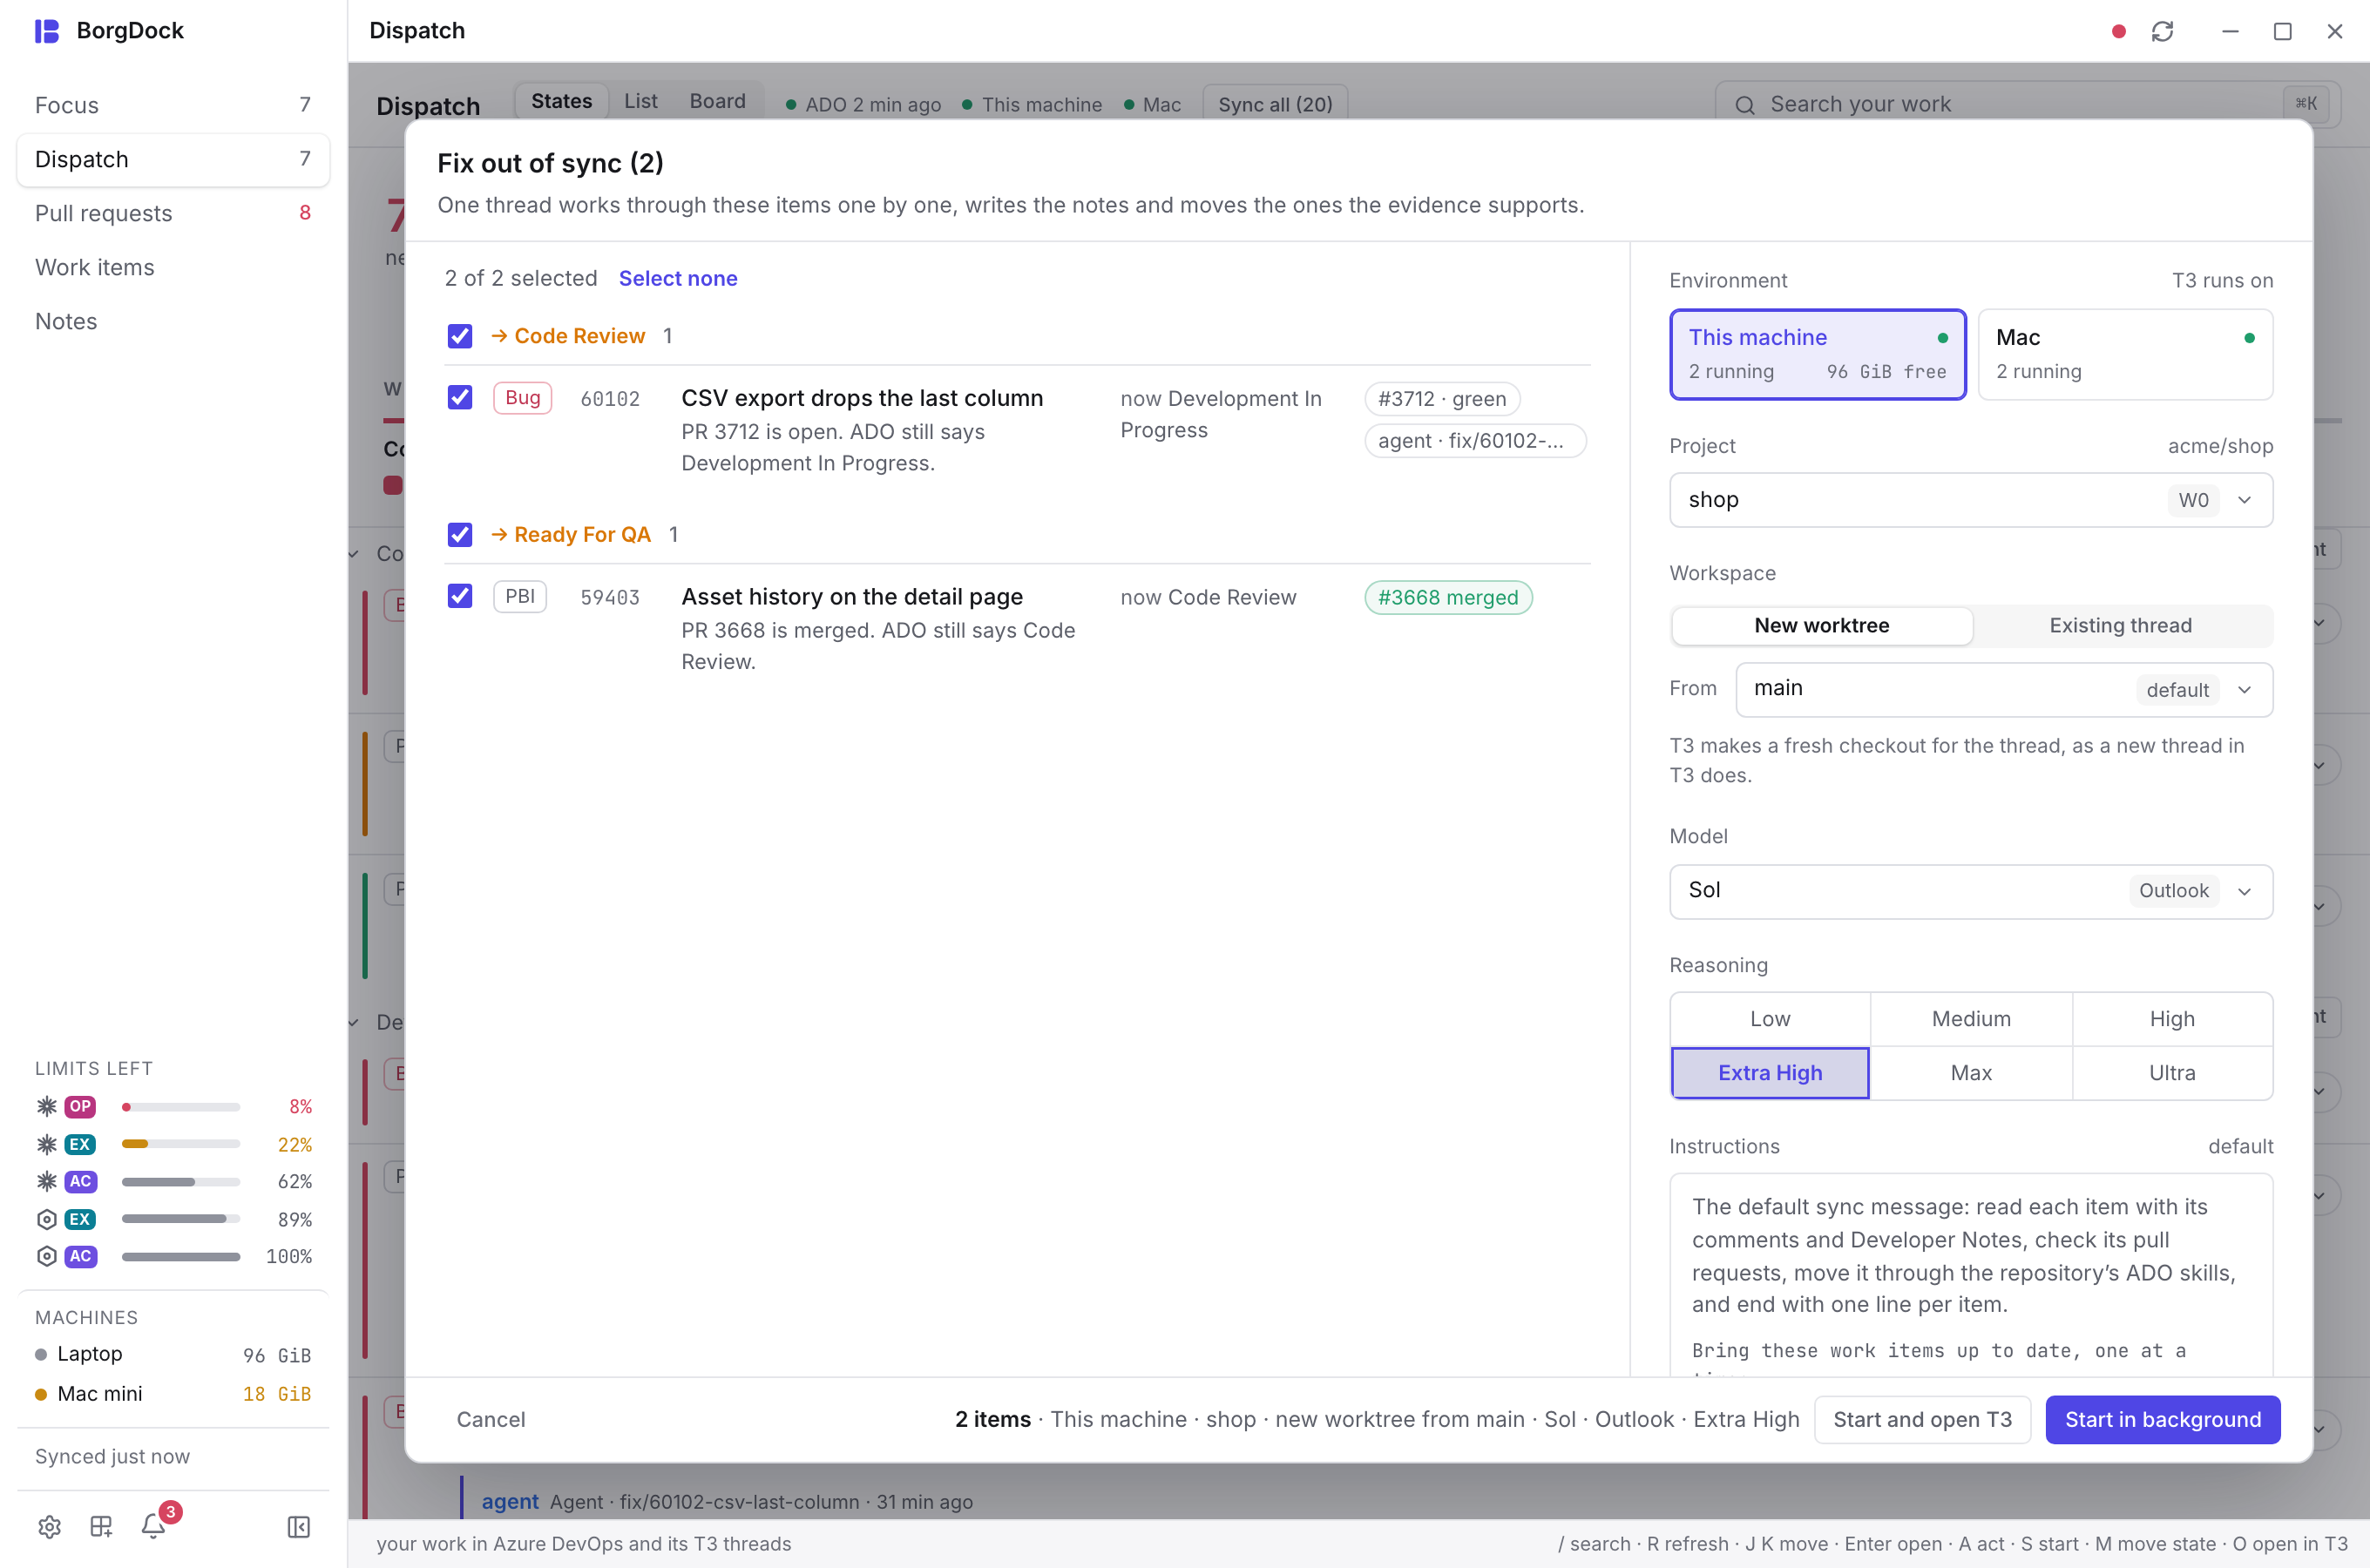 BorgDock
Dispatch
Focus 7
Dispatch 7
Pull requests 8
Work items
Notes
LIMITS LEFT
OP 8%
EX 22%
AC 62%
EX 89%
AC 100%
MACHINES
Laptop 96 GiB
Mac mini 18 GiB
Synced just now
3
Dispatch States List Board ADO 2 min ago This machine Mac Sync all (20) Search your work ⌘K
Fix out of sync (2)
One thread works through these items one by one, writes the notes and moves the ones the evidence supports.
2 of 2 selected Select none
→ Code Review 1
Bug 60102 CSV export drops the last column now Development In #3712 · green
PR 3712 is open. ADO still says Progress agent · fix/60102-...
Development In Progress.
→ Ready For QA 1
PBI 59403 Asset history on the detail page now Code Review #3668 merged
PR 3668 is merged. ADO still says Code
Review.
Environment T3 runs on
This machine
2 running 96 GiB free
Mac
2 running
Project acme/shop
shop W0
Workspace
New worktree Existing thread
From main default
T3 makes a fresh checkout for the thread, as a new thread in
T3 does.
Model
Sol Outlook
Reasoning
Low Medium High
Extra High Max Ultra
Instructions default
The default sync message: read each item with its
comments and Developer Notes, check its pull
requests, move it through the repository’s ADO skills,
and end with one line per item.
Bring these work items up to date, one at a
Cancel 2 items · This machine · shop · new worktree from main · Sol · Outlook · Extra High Start and open T3 Start in background
agent Agent · fix/60102-csv-last-column · 31 min ago
your work in Azure DevOps and its T3 threads / search · R refresh · J K move · Enter open · A act · S start · M move state · O open in T3